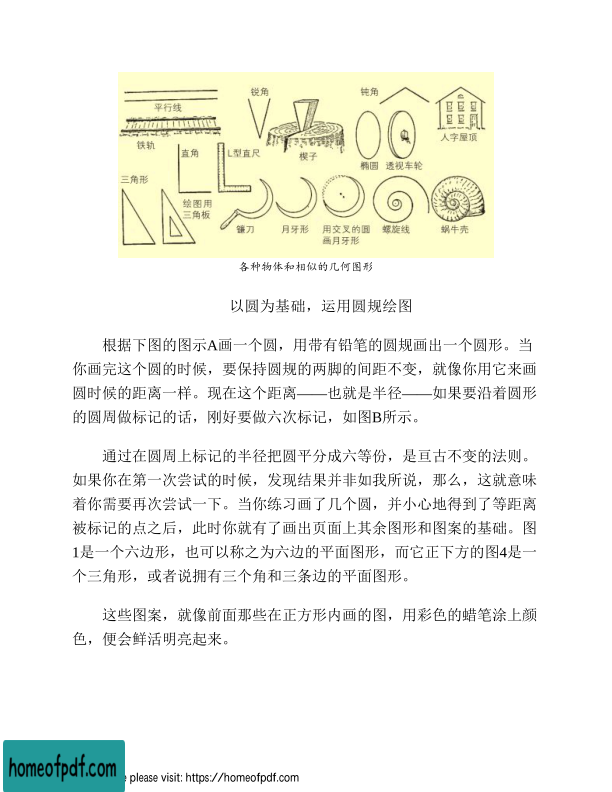 锐角
钝角
平行线
人字屋顶
铁轨
直角
L型直尺
楔子
椭圆
透视车轮
三角形
绘图用
三角板
镰刀
月牙形
用交叉的圆
画月牙形
螺旋线
蜗牛壳
各种物体和相似的几何图形
以圆为基础，运用圆规绘图
根据下图的图示A画一个圆，用带有铅笔的圆规画出一个圆形。当
你画完这个圆的时候，要保持圆规的两脚的间距不变，就像你用它来画
圆时候的距离一样。现在这个距离——也就是半径——如果要沿着圆形
的圆周做标记的话，刚好要做六次标记，如图B所示。
通过在圆周上标记的半径把圆平分成六等份，是亘古不变的法则。
如果你在第一次尝试的时候，发现结果并非如我所说，那么，这就意味
着你需要再次尝试一下。当你练习画了几个圆，并小心地得到了等距离
被标记的点之后，此时你就有了画出页面上其余图形和图案的基础。图
1是一个六边形，也可以称之为六边的平面图形，而它正下方的图4是一
个三角形，或者说拥有三个角和三条边的平面图形。
这些图案，就像前面那些在正方形内画的图，用彩色的蜡笔涂上颜
色，便会鲜活明亮起来。
homeofpdf.com
please visit: https://homeofpdf.com